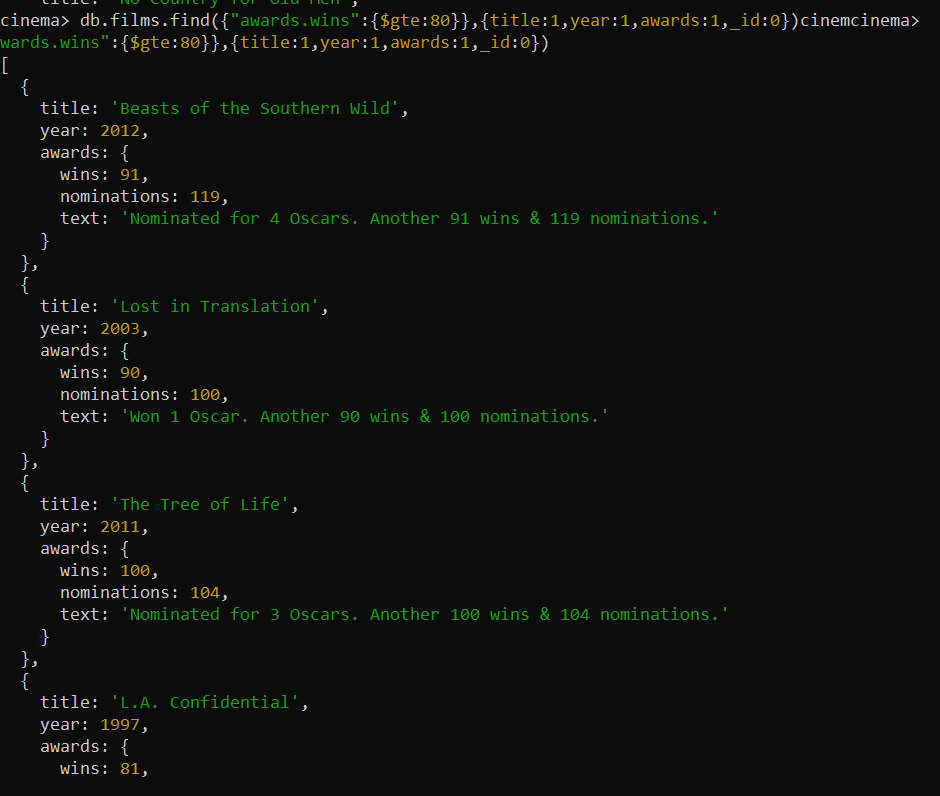 title: 'No Country for Old Men',
cinema> db.films.find({"awards.wins":{$gte:80}},{title:1,year:1,awards:1,_id:0})cinemcinema>
wards.wins":{$gte:80}},{title:1,year:1,awards:1,_id:0})
[
  {
    title: 'Beasts of the Southern Wild',
    year: 2012,
    awards: {
      wins: 91,
      nominations: 119,
      text: 'Nominated for 4 Oscars. Another 91 wins & 119 nominations.'
    }
  },
  {
    title: 'Lost in Translation',
    year: 2003,
    awards: {
      wins: 90,
      nominations: 100,
      text: 'Won 1 Oscar. Another 90 wins & 100 nominations.'
    }
  },
  {
    title: 'The Tree of Life',
    year: 2011,
    awards: {
      wins: 100,
      nominations: 104,
      text: 'Nominated for 3 Oscars. Another 100 wins & 104 nominations.'
    }
  },
  {
    title: 'L.A. Confidential',
    year: 1997,
    awards: {
      wins: 81,